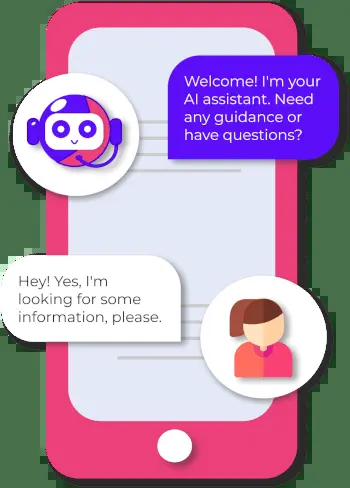 Welcome! I'm your
AI assistant. Need
any guidance or
have questions?
Hey! Yes, I'm
looking for some
information, please.